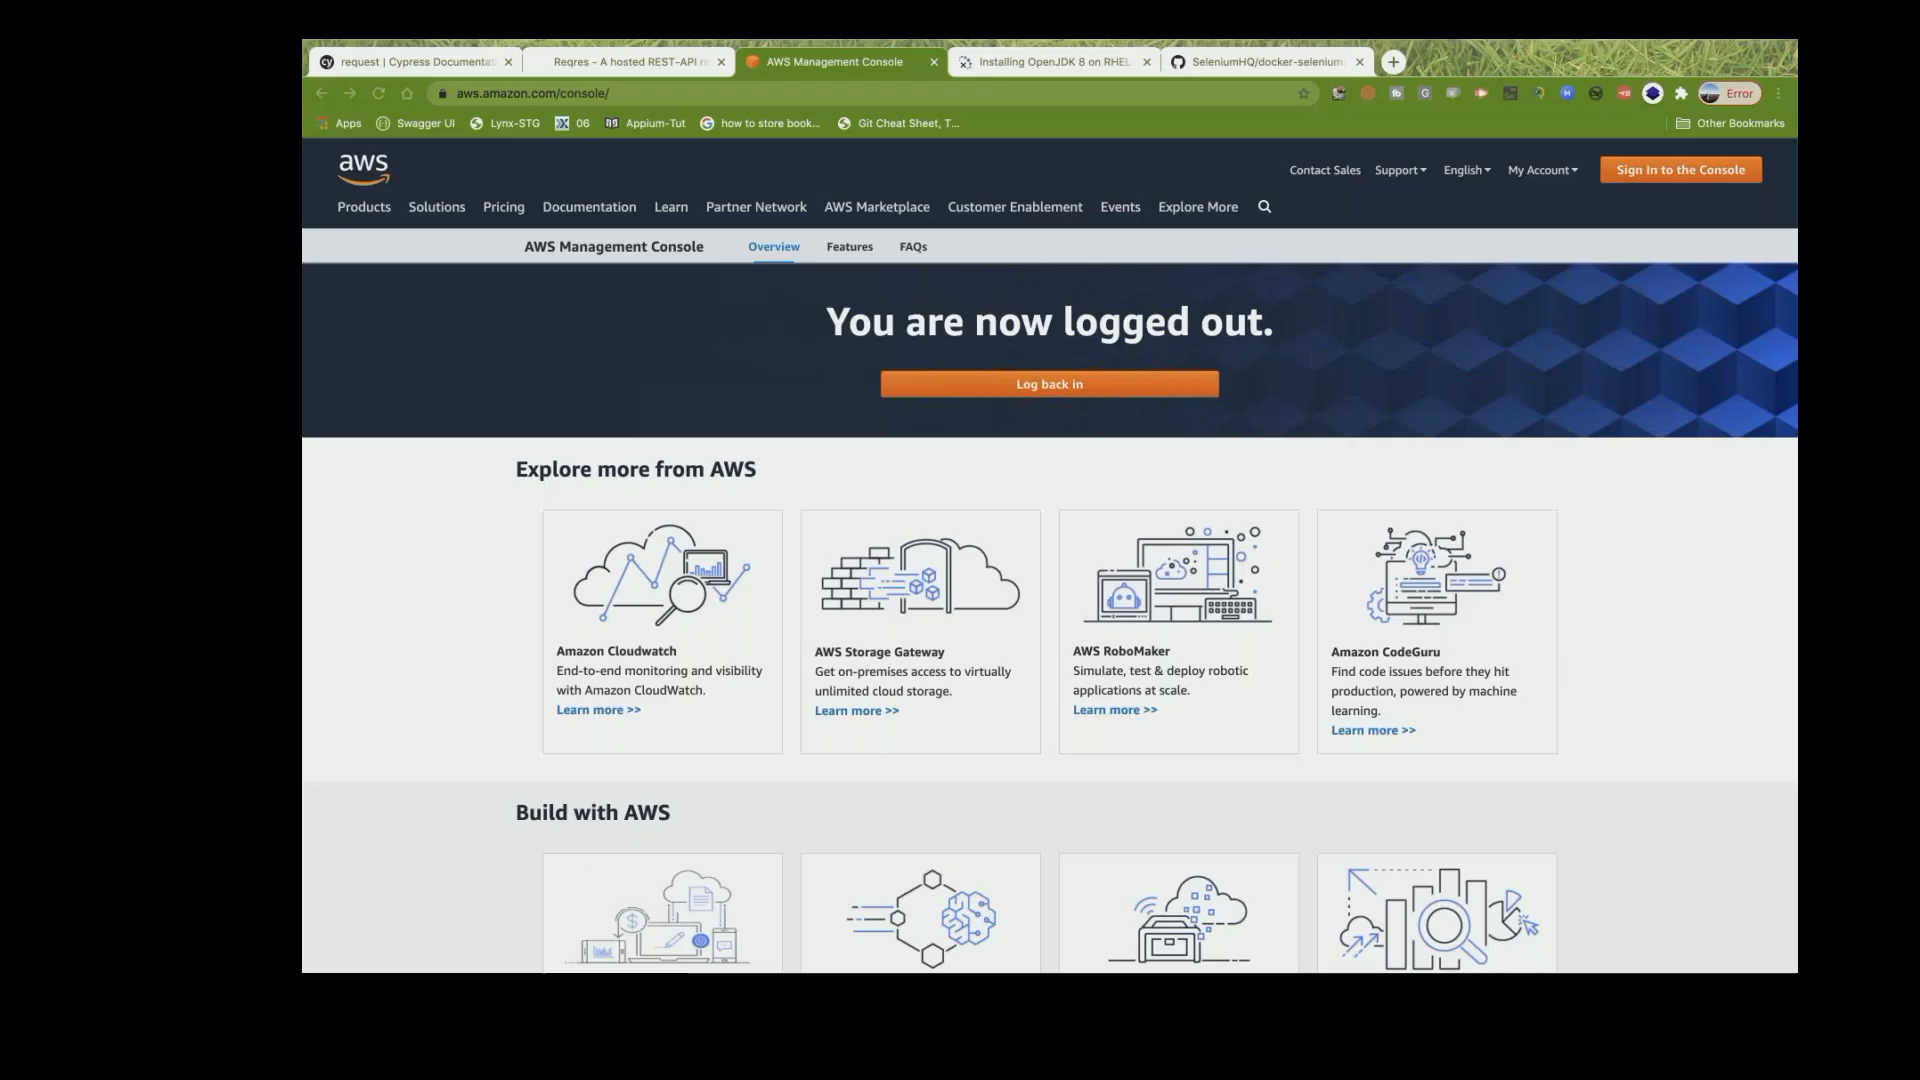 request | Cypress Documentat
Reqres - A hosted REST-API re
AWS Management Console
Installing OpenJDK 8 on RHEL
SeleniumHQ/docker-selenium:
aws.amazon.com/console/
Error
Apps
Swagger UI
Lynx-STG
06
Appium-Tut
how to store book...
Git Cheat Sheet, T...
Other Bookmarks
aws
Contact Sales
Support
English
My Account
Sign In to the Console
Products
Solutions
Pricing
Documentation
Learn
Partner Network
AWS Marketplace
Customer Enablement
Events
Explore More
AWS Management Console
Overview
Features
FAQs
You are now logged out.
Log back in
Explore more from AWS
Amazon Cloudwatch
End-to-end monitoring and visibility
with Amazon CloudWatch.
Learn more >>
AWS Storage Gateway
Get on-premises access to virtually
unlimited cloud storage.
Learn more >>
AWS RoboMaker
Simulate, test & deploy robotic
applications at scale.
Learn more >>
Amazon CodeGuru
Find code issues before they hit
production, powered by machine
learning.
Learn more >>
Build with AWS